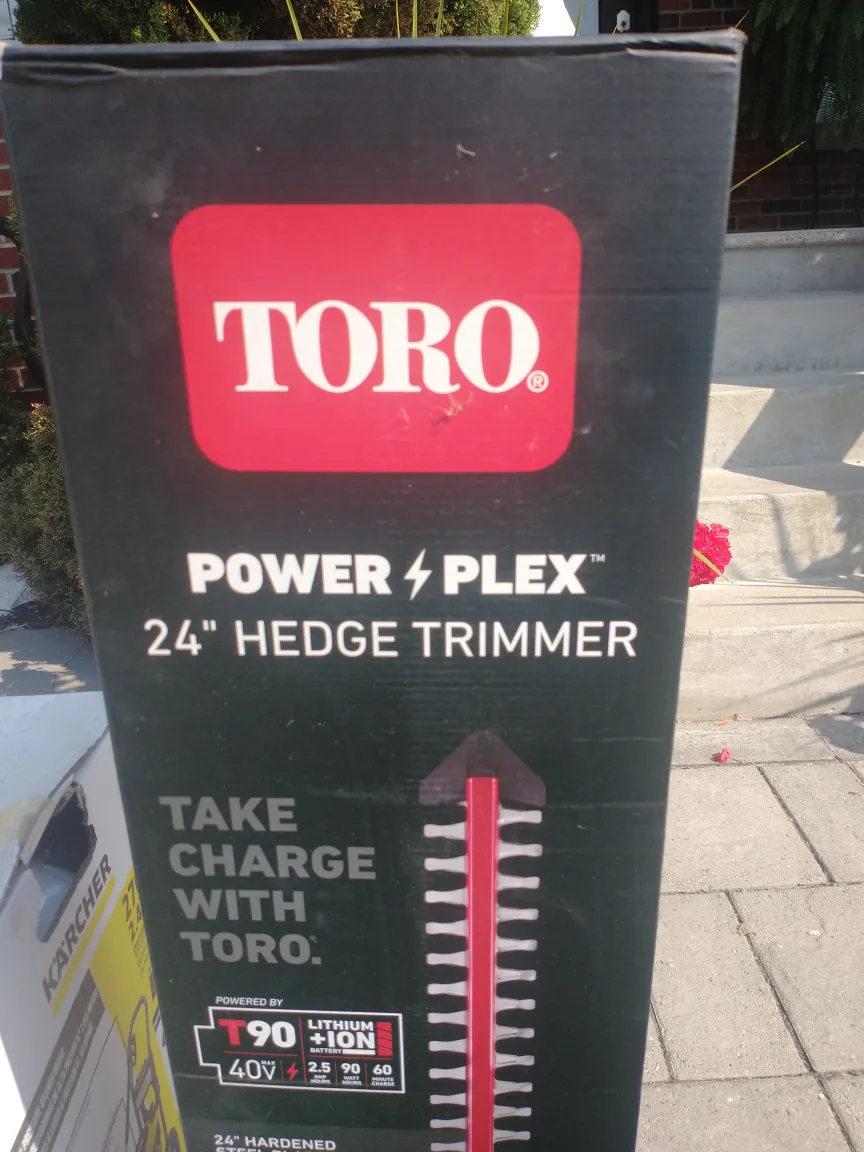 TORO®
POWER PLEX™
24" HEDGE TRIMMER
TAKE
CHARGE
WITH
TORO.
POWERED BY
T90 LITHIUM
+ION
BATTERY
40V MAX 2.5 90 60
AMP HOURS WATT HOURS MINUTE CHARGE
24" HARDENED
KÄRCHER